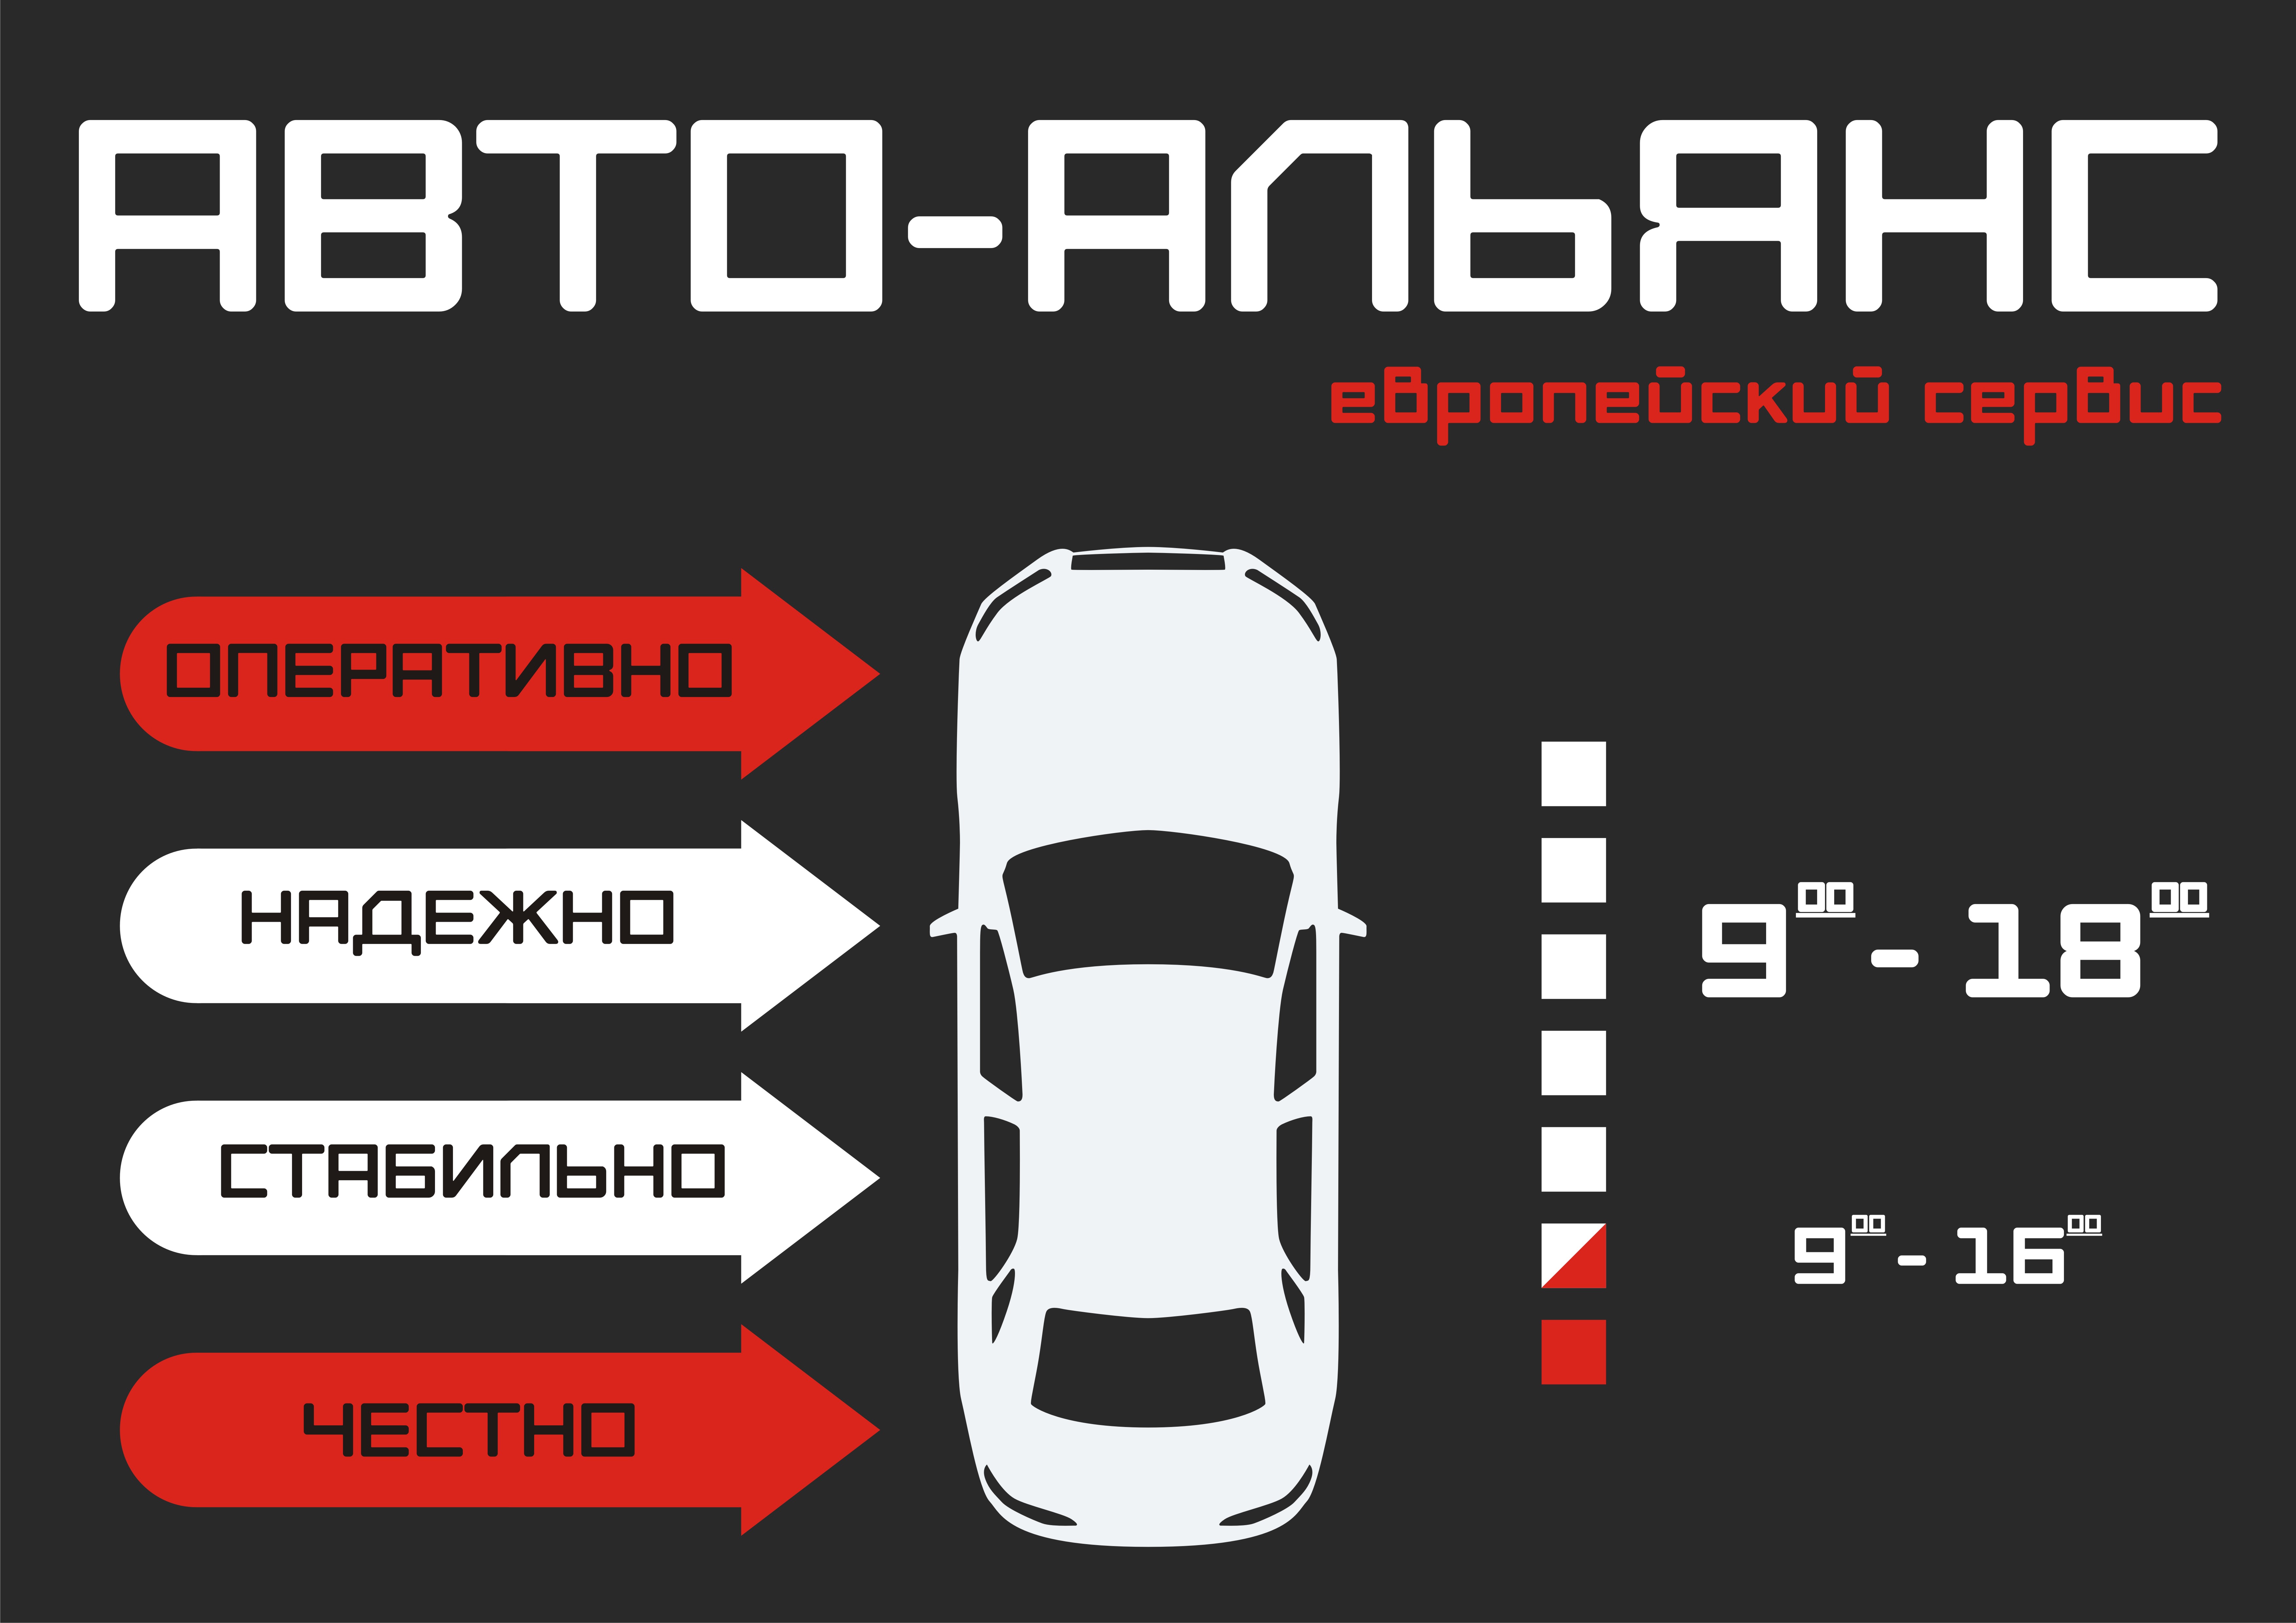 АВТО-АЛЬЯНС
европейский сервис
ОПЕРАТИВНО
НАДЕЖНО
СТАБИЛЬНО
ЧЕСТНО
9⁰⁰ - 18⁰⁰
9⁰⁰ - 16⁰⁰